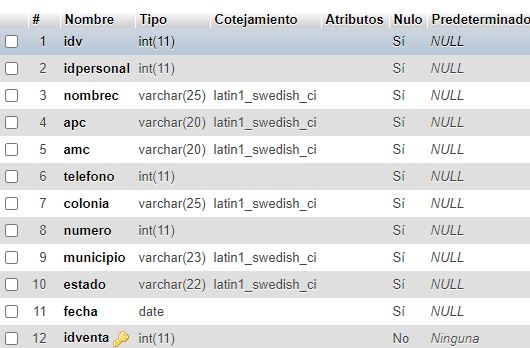 # Nombre Tipo Cotejamiento Atributos Nulo Predeterminado
1 idv int(11) Sí NULL
2 idpersonal int(11) Sí NULL
3 nombrec varchar(25) latin1_swedish_ci Sí NULL
4 apc varchar(20) latin1_swedish_ci Sí NULL
5 amc varchar(20) latin1_swedish_ci Sí NULL
6 telefono int(11) Sí NULL
7 colonia varchar(25) latin1_swedish_ci Sí NULL
8 numero int(11) Sí NULL
9 municipio varchar(23) latin1_swedish_ci Sí NULL
10 estado varchar(22) latin1_swedish_ci Sí NULL
11 fecha date Sí NULL
12 idventa int(11) No Ninguna